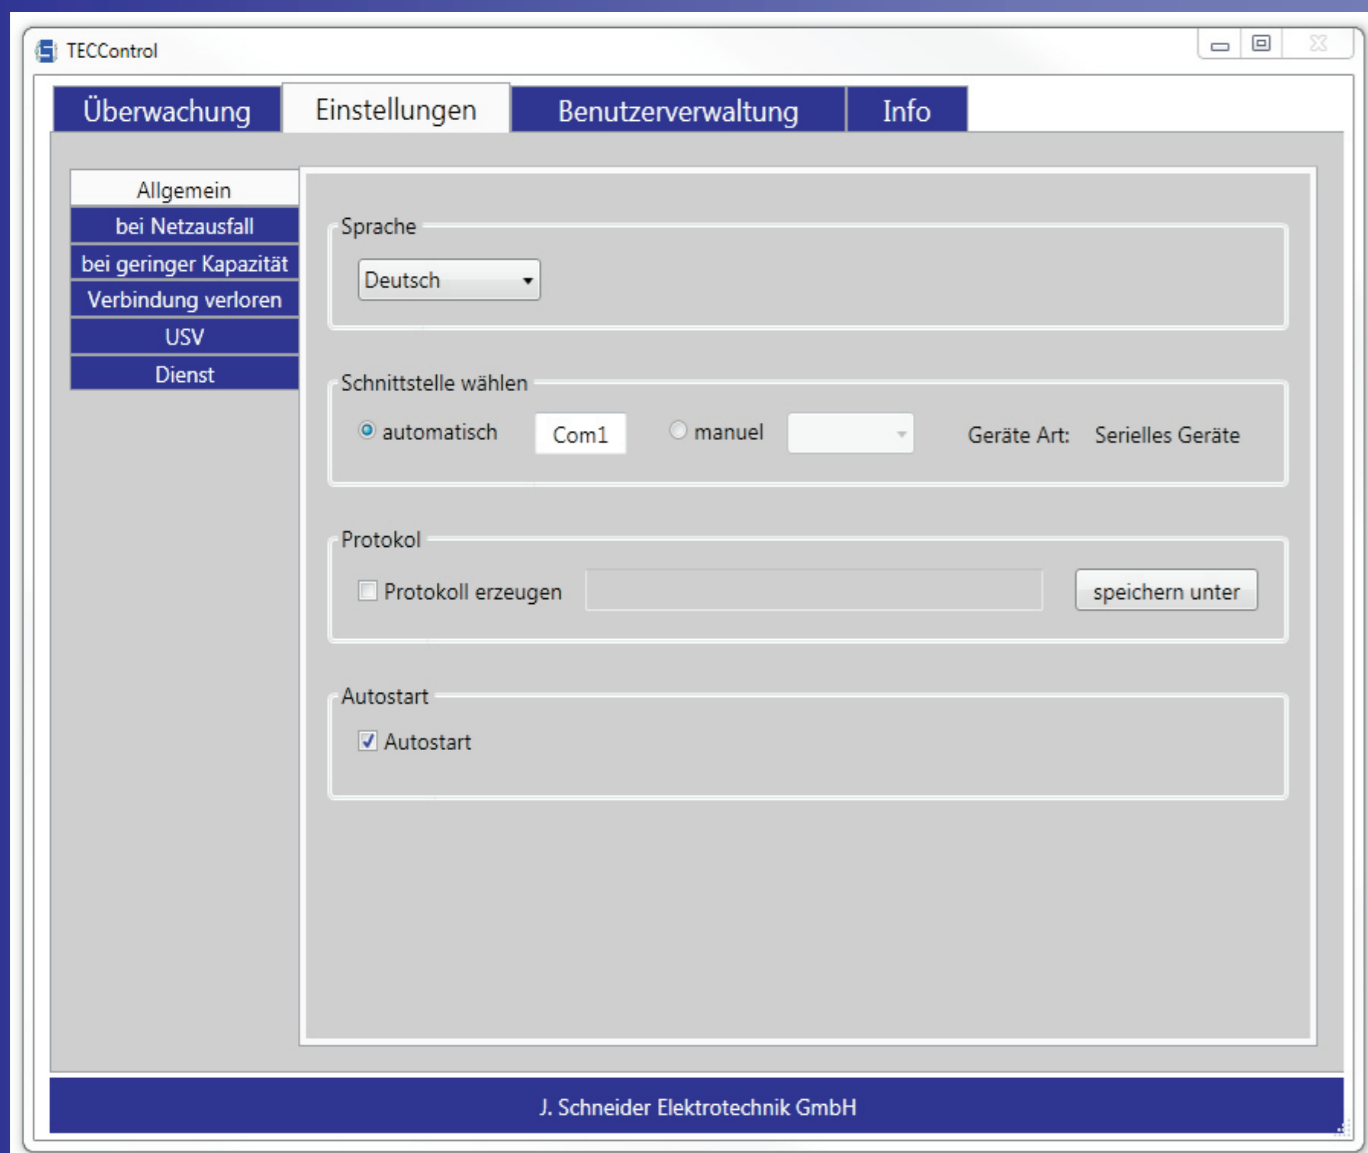 TECControl
Überwachung Einstellungen Benutzerverwaltung Info
Allgemein
bei Netzausfall
bei geringer Kapazität
Verbindung verloren
USV
Dienst
Sprache
Deutsch
Schnittstelle wählen
automatisch Com1 manuel Geräte Art: Serielles Geräte
Protokol
Protokoll erzeugen speichern unter
Autostart
Autostart
J. Schneider Elektrotechnik GmbH